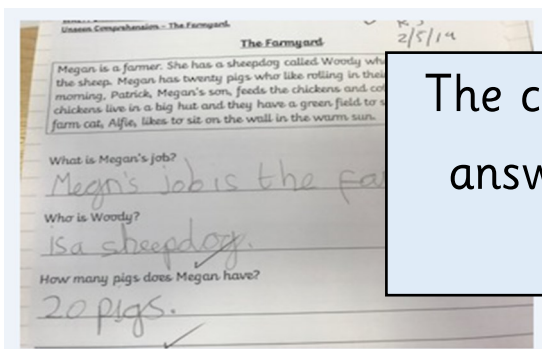 Unseen Comprehension - The Farmyard
2/5/19
The Farmyard
Megan is a farmer. She has a sheepdog called Woody wh
the sheep. Megan has twenty pigs who like rolling in thei
morning, Patrick, Megan's son, feeds the chickens and co
chickens live in a big hut and they have a green field to s
farm cat, Alfie, likes to sit on the wall in the warm sun.
What is Megan's job?
Megn's job is the fa
Who is Woody?
is a sheepdog.
How many pigs does Megan have?
20 pigs.
The c
answ